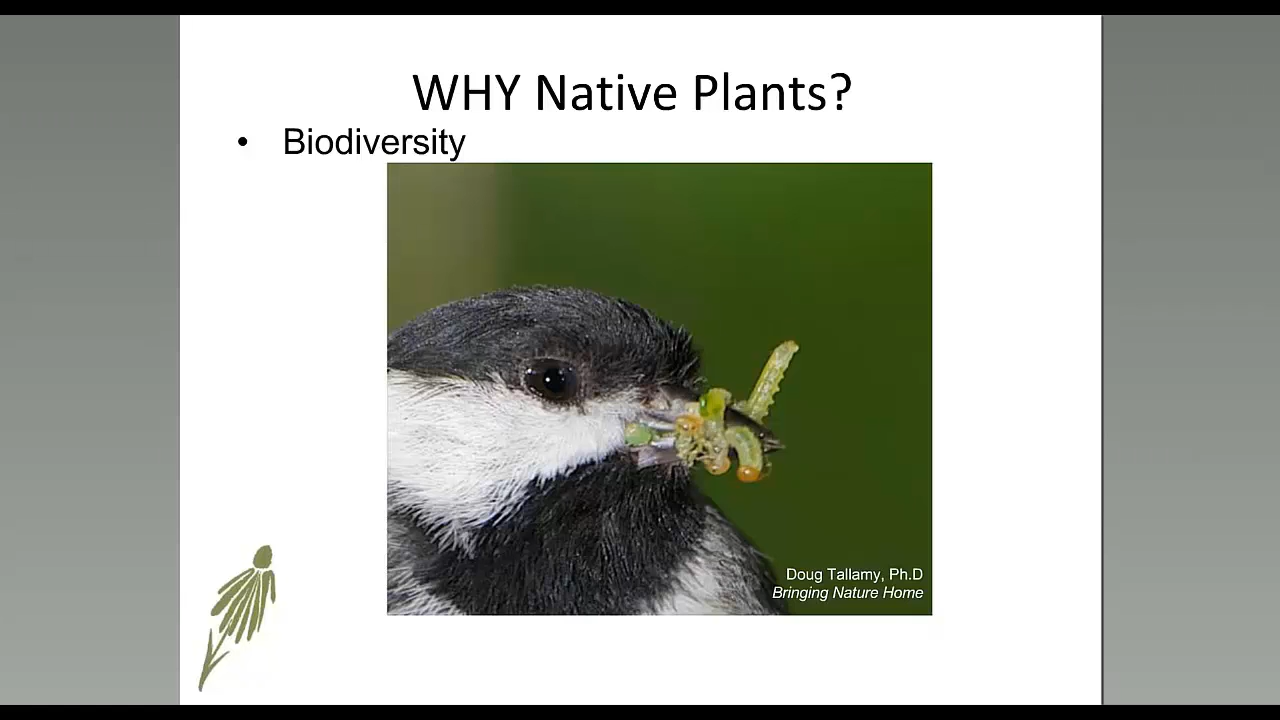 WHY Native Plants?
• Biodiversity
Doug Tallamy, Ph.D
Bringing Nature Home